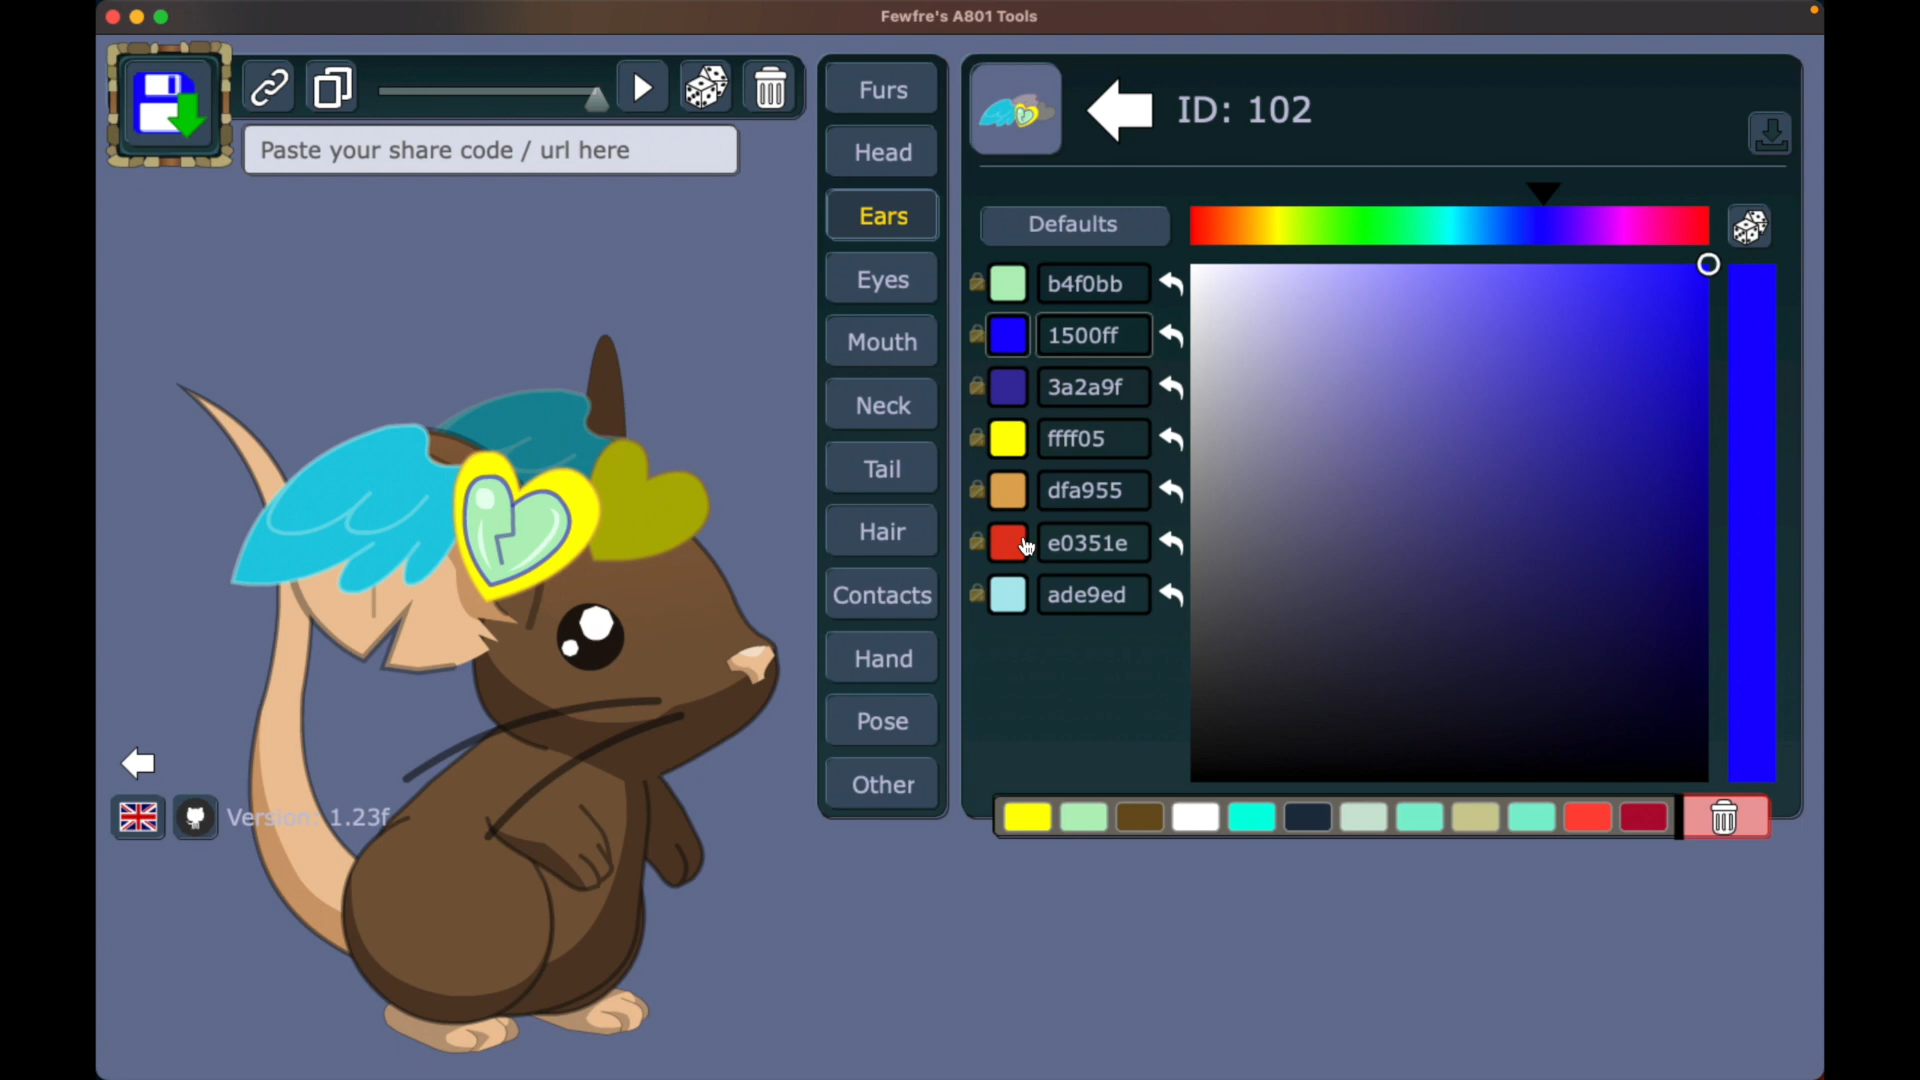 Fewfre's A801 Tools
Paste your share code / url here
Furs
Head
Ears
Eyes
Mouth
Neck
Tail
Hair
Contacts
Hand
Pose
Other
ID: 102
Defaults
b4f0bb
1500ff
3a2a9f
ffff05
dfa955
e0351e
ade9ed
Version: 1.23f